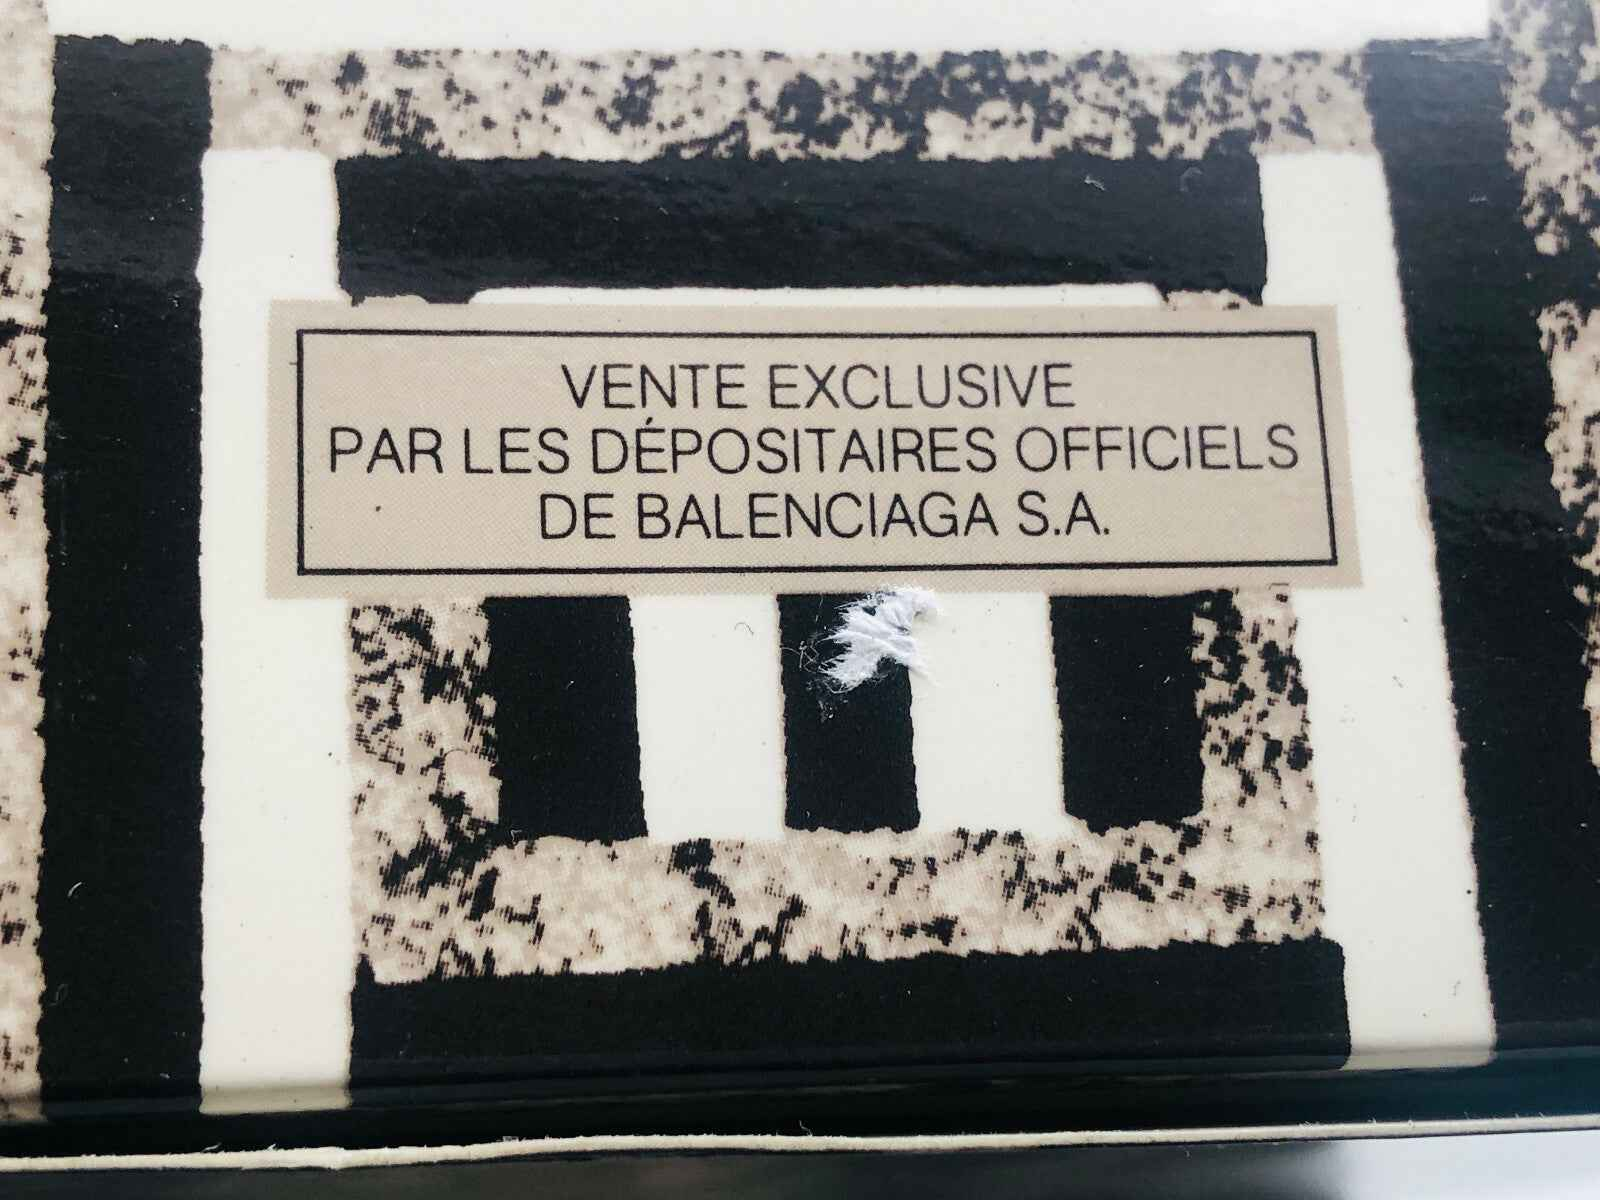 VENTE EXCLUSIVE
PAR LES DÉPOSITAIRES OFFICIELS
DE BALENCIAGA S.A.